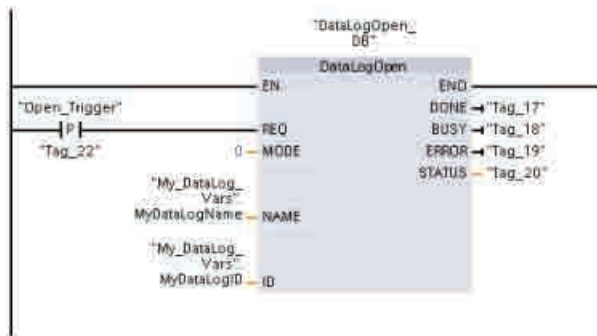 "DataLogOpen_
DB"
DataLogOpen
EN
ENO
"Open_Trigger"
DONE
"Tag_17"
P
REQ
BUSY
"Tag_18"
"Tag_22"
0
MODE
ERROR
"Tag_19"
STATUS
"Tag_20"
"My_DataLog_
Vars".
MyDataLogName
NAME
"My_DataLog_
Vars".
MyDataLogID
ID